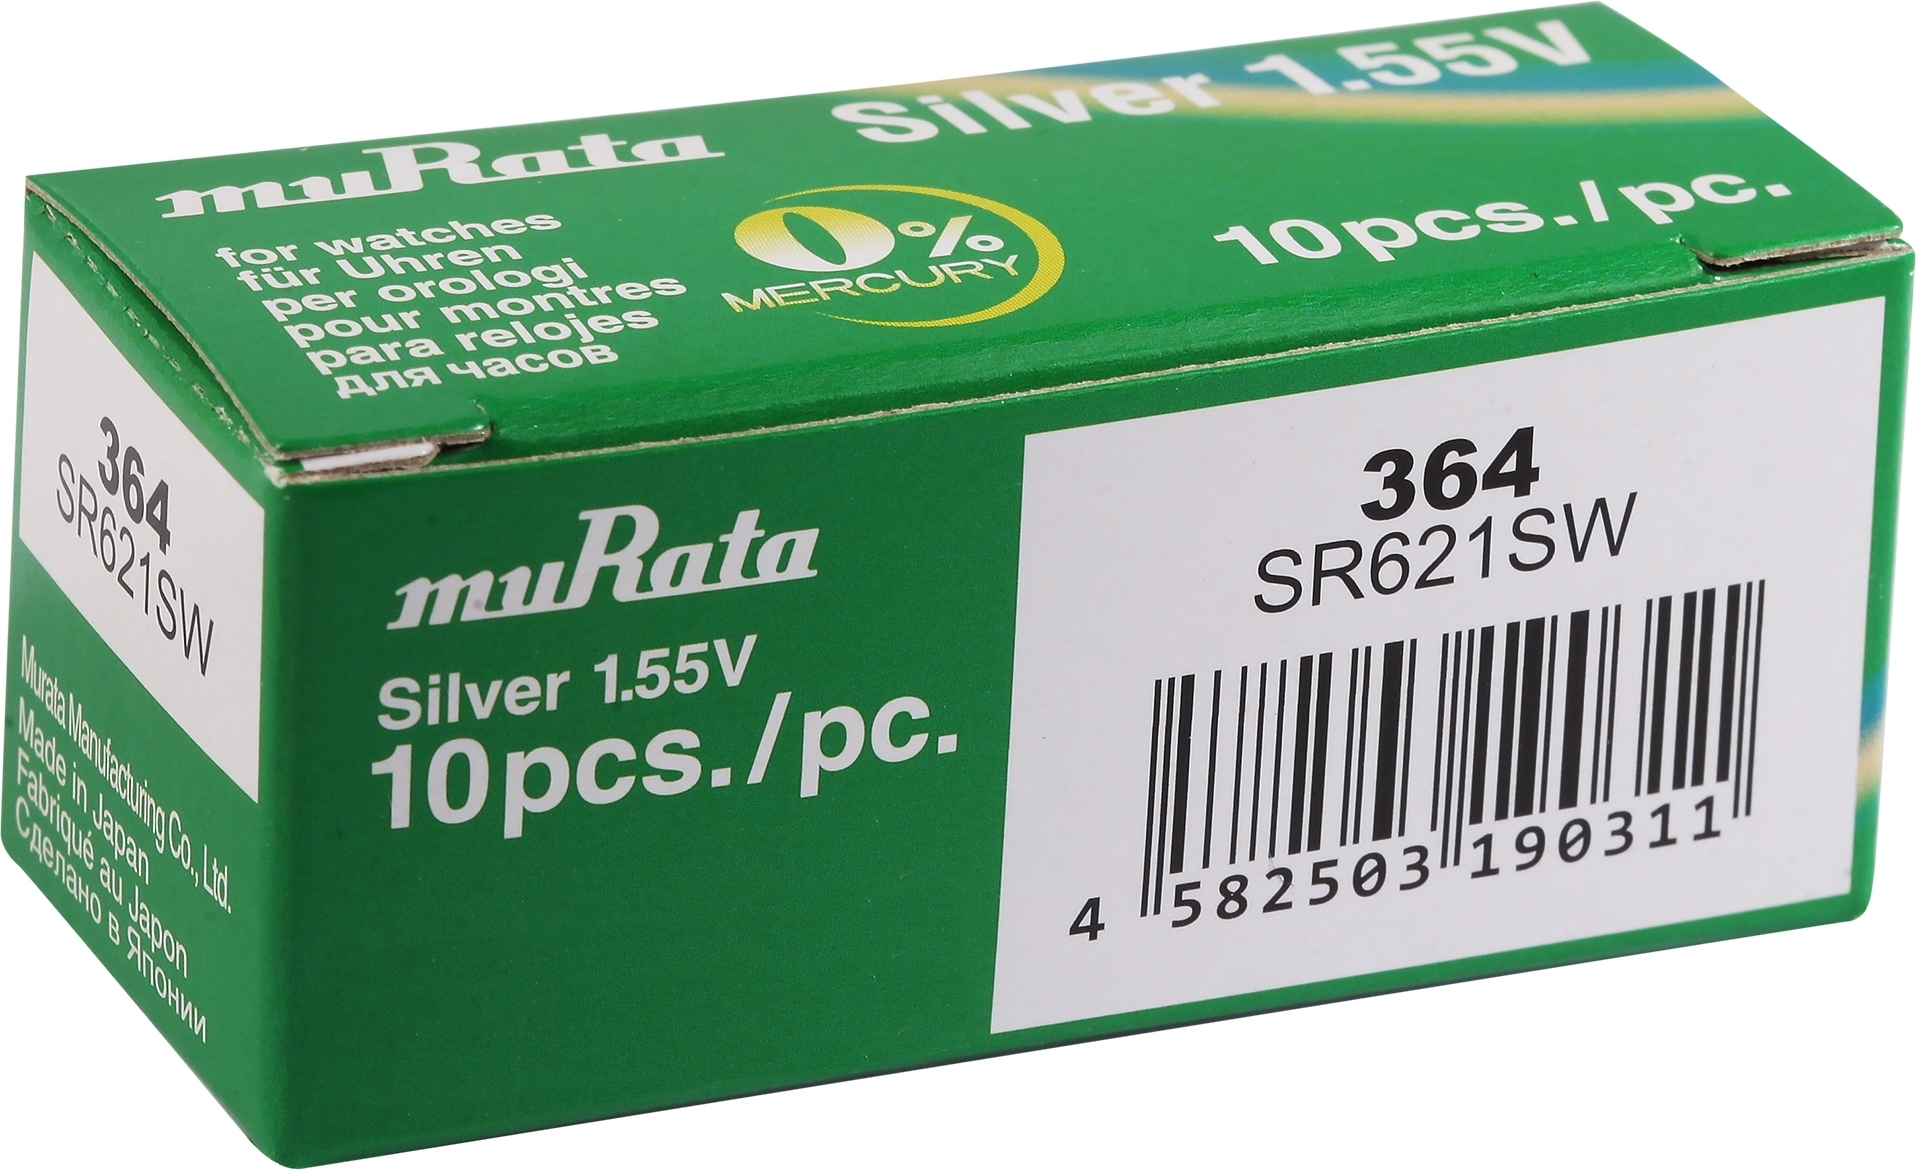 muRata
Silver 1.55V
for watches
für Uhren
per orologi
pour montres
para relojes
для часов
0%
MERCURY
10pcs./pc.
364
SR621SW
Murata Manufacturing Co., Ltd.
Made in Japan
Fabriqué au Japon
Сделано в Японии
muRata
Silver 1.55V
10pcs./pc.
364
SR621SW
4 582503 190311